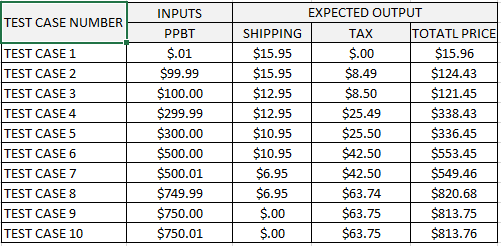 TEST CASE NUMBER INPUTS EXPECTED OUTPUT
PPBT SHIPPING TAX TOTATL PRICE
TEST CASE 1 $.01 $15.95 $.00 $15.96
TEST CASE 2 $99.99 $15.95 $8.49 $124.43
TEST CASE 3 $100.00 $12.95 $8.50 $121.45
TEST CASE 4 $299.99 $12.95 $25.49 $338.43
TEST CASE 5 $300.00 $10.95 $25.50 $336.45
TEST CASE 6 $500.00 $10.95 $42.50 $553.45
TEST CASE 7 $500.01 $6.95 $42.50 $549.46
TEST CASE 8 $749.99 $6.95 $63.74 $820.68
TEST CASE 9 $750.00 $.00 $63.75 $813.75
TEST CASE 10 $750.01 $.00 $63.75 $813.76